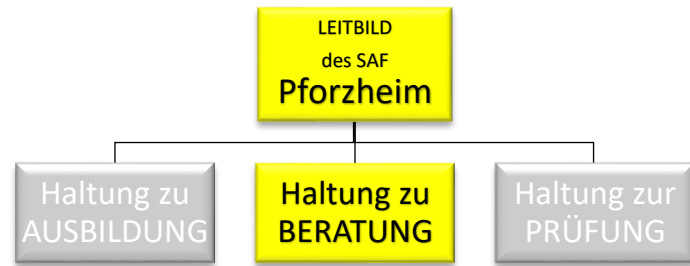 LEITBILD
des SAF
Pforzheim
Haltung zu
AUSBILDUNG
Haltung zu
BERATUNG
Haltung zur
PRÜFUNG